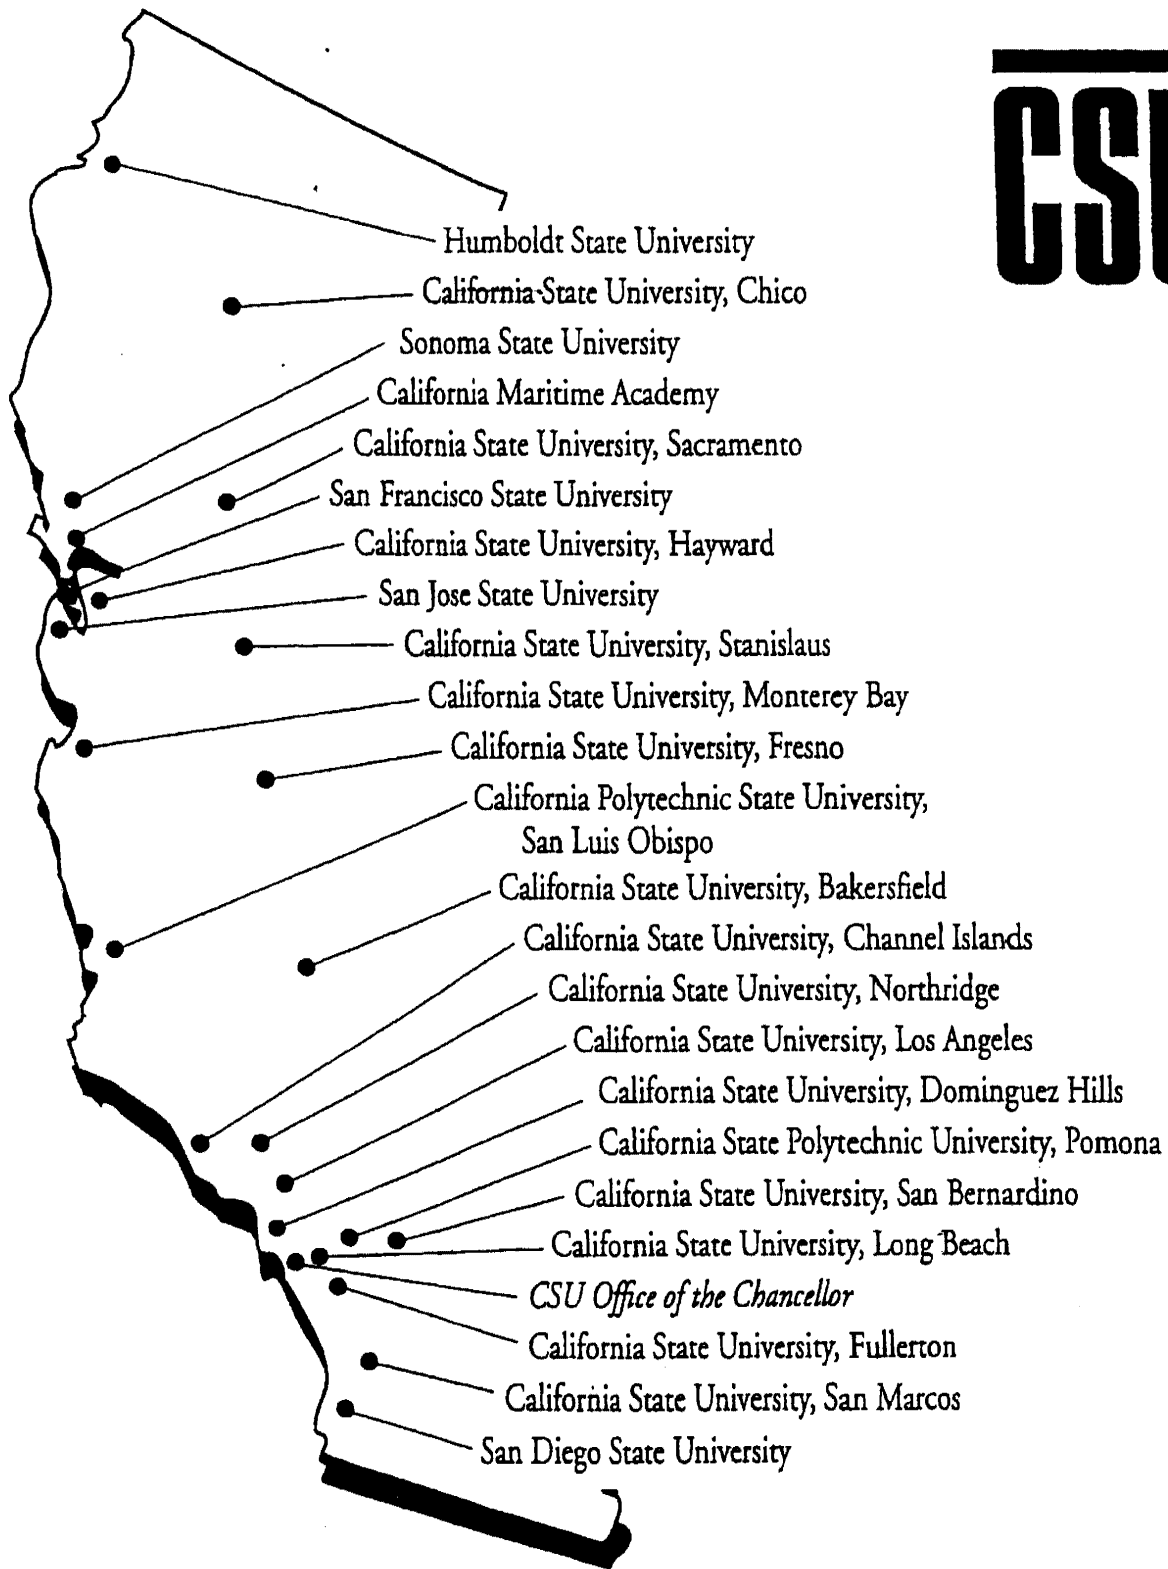 CSU
Humboldt State University
California State University, Chico
Sonoma State University
California Maritime Academy
California State University, Sacramento
San Francisco State University
California State University, Hayward
San Jose State University
California State University, Stanislaus
California State University, Monterey Bay
California State University, Fresno
California Polytechnic State University,
San Luis Obispo
California State University, Bakersfield
California State University, Channel Islands
California State University, Northridge
California State University, Los Angeles
California State University, Dominguez Hills
California State Polytechnic University, Pomona
California State University, San Bernardino
California State University, Long Beach
CSU Office of the Chancellor
California State University, Fullerton
California State University, San Marcos
San Diego State University